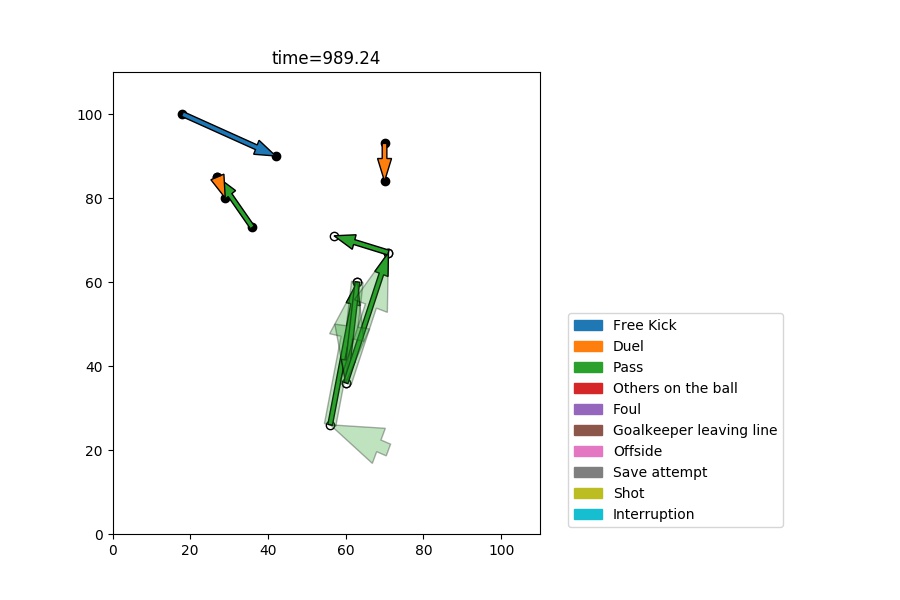 time=989.24
100
80
60
40
20
0
0 20 40 60 80 100
Free Kick
Duel
Pass
Others on the ball
Foul
Goalkeeper leaving line
Offside
Save attempt
Shot
Interruption